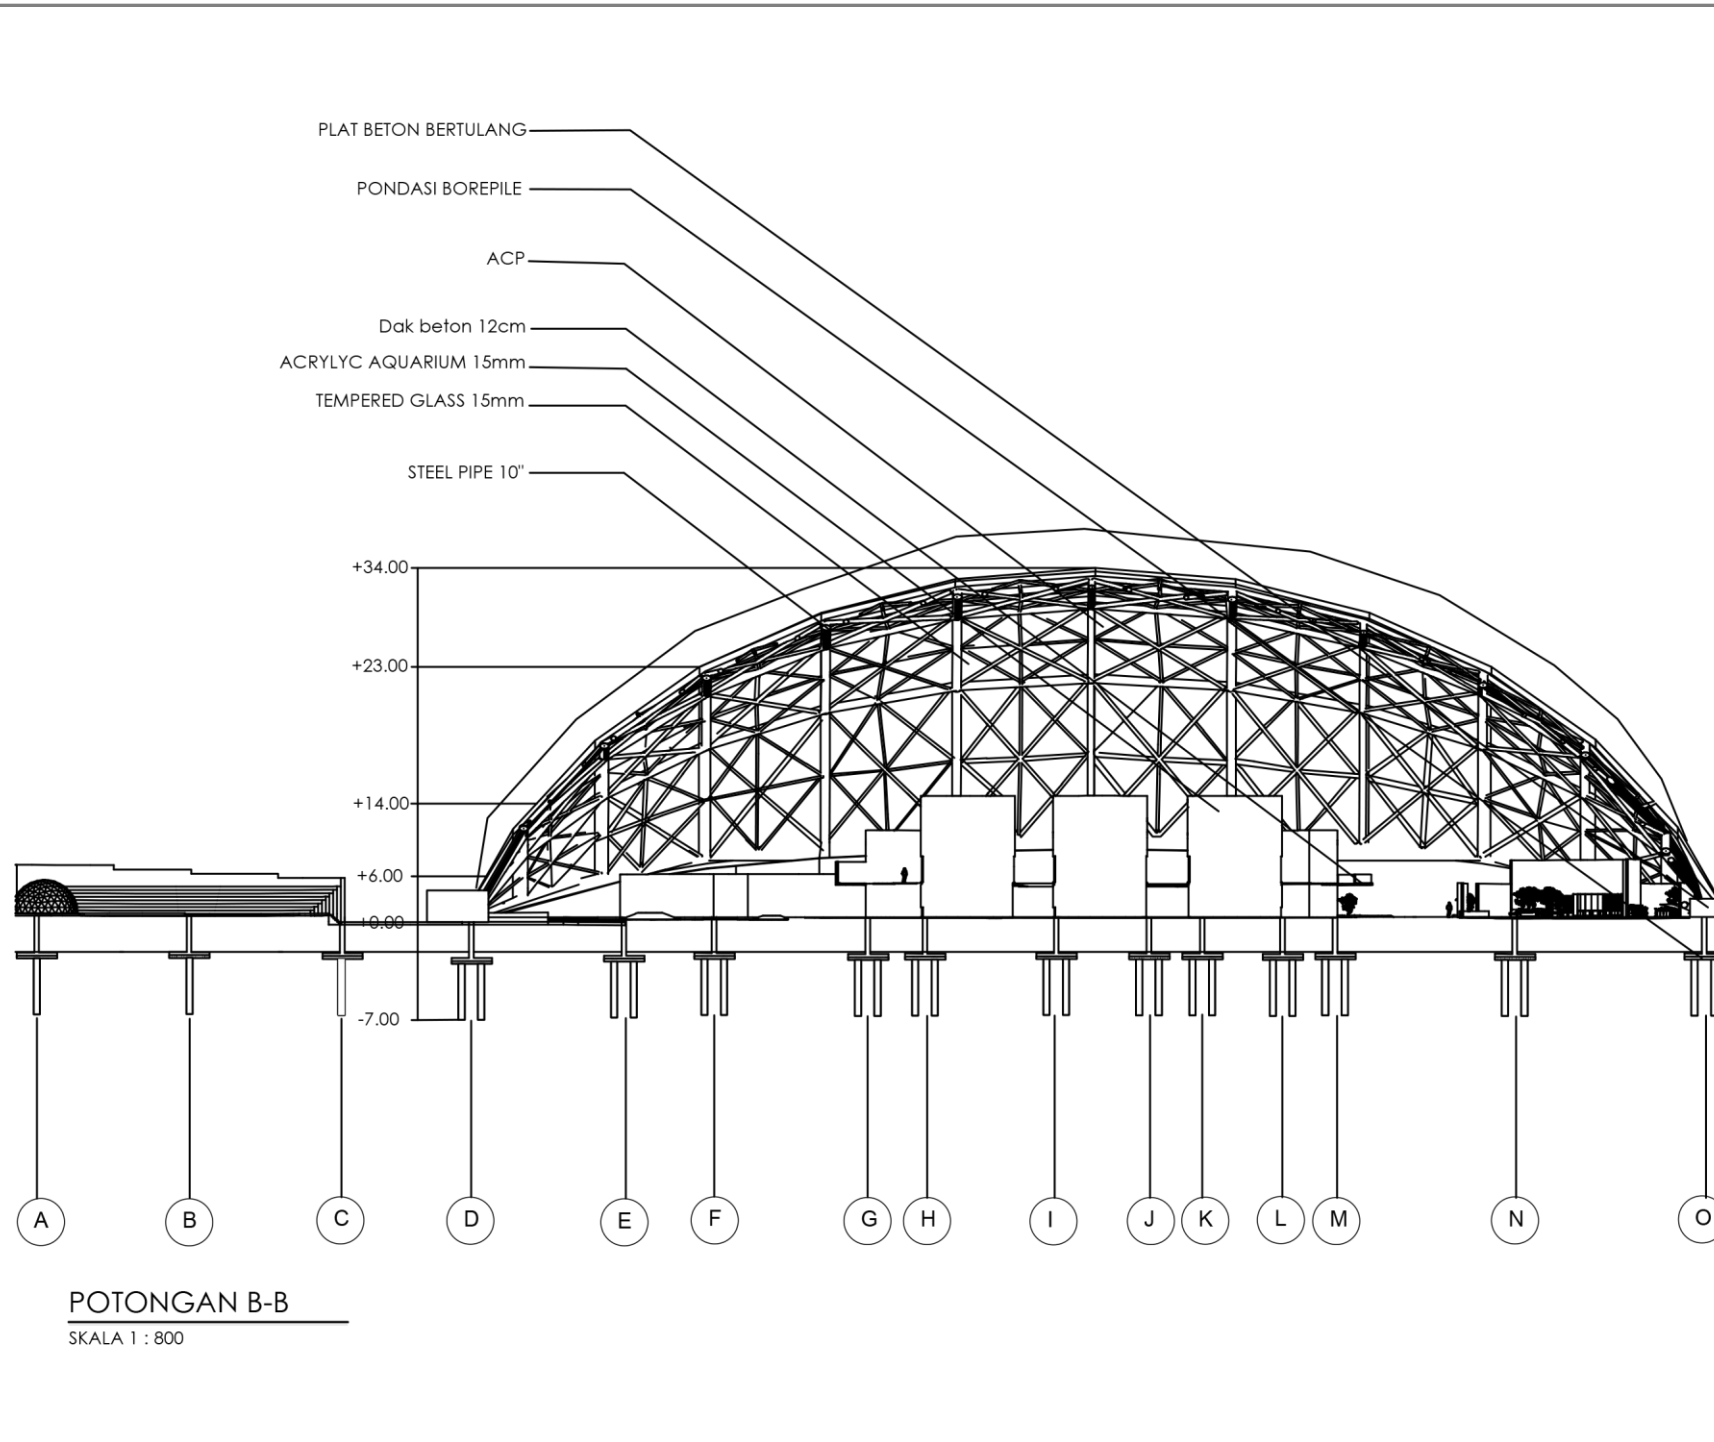 PLAT BETON BERTULANG
PONDASI BOREPILE
ACP
Dak beton 12cm
ACRYLYC AQUARIUM 15mm
TEMPERED GLASS 15mm
STEEL PIPE 10"
+34.00
+23.00
+14.00
+6.00
+0.00
-7.00
A B C D E F G H I J K L M N O
POTONGAN B-B
SKALA 1 : 800